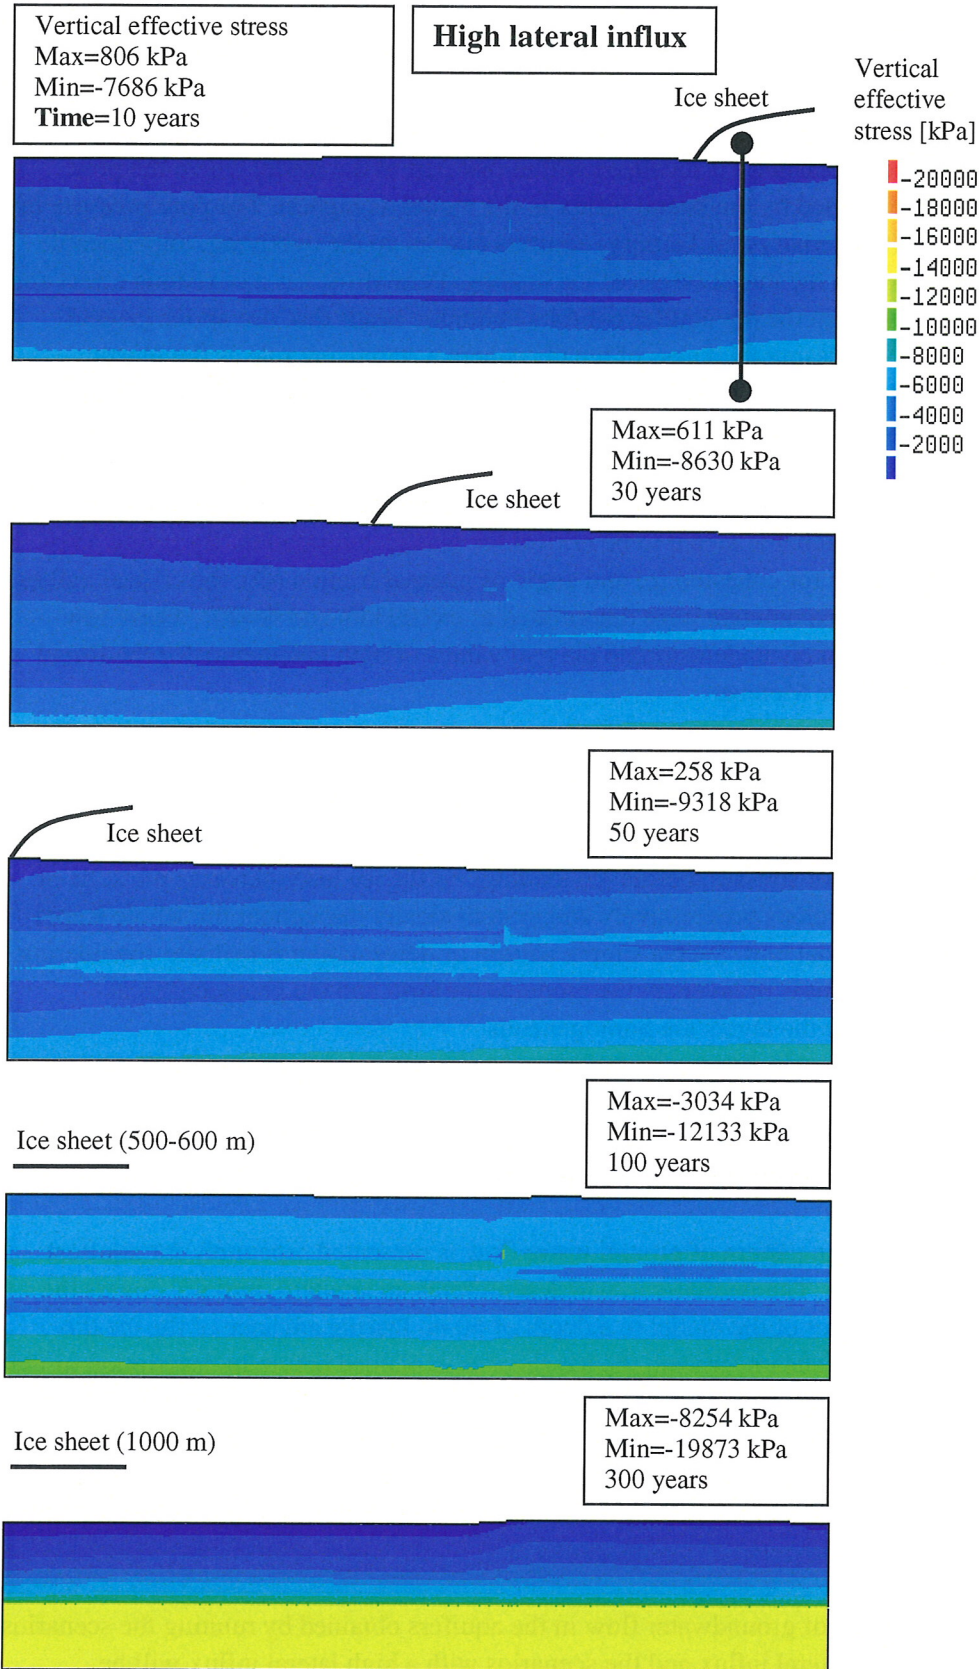 Vertical effective stress
Max=806 kPa
Min=-7686 kPa
Time=10 years
High lateral influx
Ice sheet
Vertical
effective
stress [kPa]
-20000
-18000
-16000
-14000
-12000
-10000
-8000
-6000
-4000
-2000
Max=611 kPa
Min=-8630 kPa
30 years
Ice sheet
Max=258 kPa
Min=-9318 kPa
50 years
Ice sheet
Max=-3034 kPa
Min=-12133 kPa
100 years
Ice sheet (500-600 m)
Max=-8254 kPa
Min=-19873 kPa
300 years
Ice sheet (1000 m)